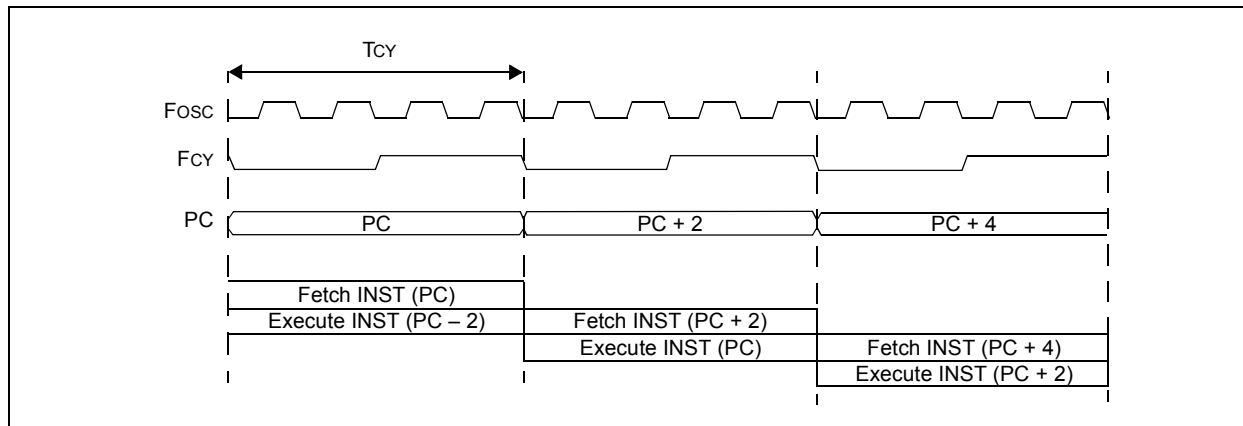 TCY
FOSC
FCY
PC PC PC + 2 PC + 4
Fetch INST (PC)
Execute INST (PC – 2) Fetch INST (PC + 2)
Execute INST (PC) Fetch INST (PC + 4)
Execute INST (PC + 2)